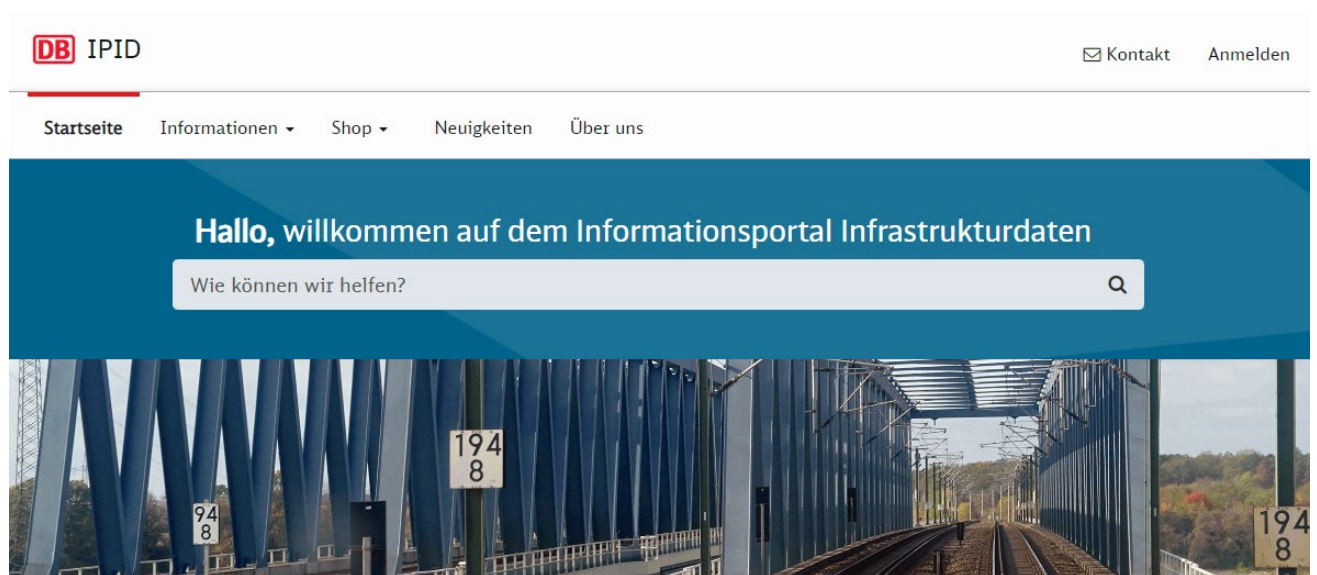 DB IPID
Kontakt Anmelden
Startseite Informationen Shop Neuigkeiten Über uns
Hallo, willkommen auf dem Informationsportal Infrastrukturdaten
Wie können wir helfen?
194
8
94
8
194
8